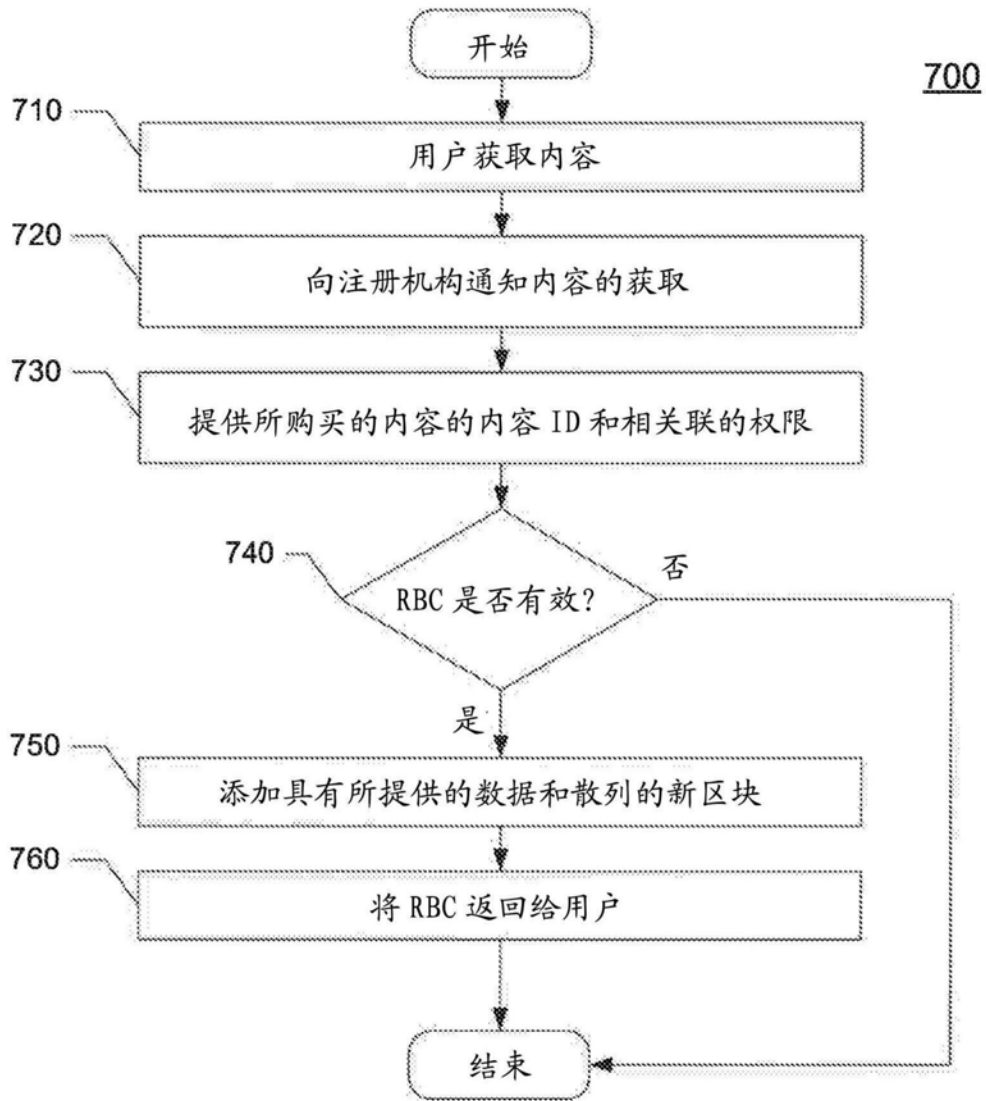 开始
700
710
用户获取内容
720
向注册机构通知内容的获取
730
提供所购买的内容的内容 ID 和相关联的权限
740
RBC 是否有效?
否
是
750
添加具有所提供的数据和散列的新区块
760
将 RBC 返回给用户
结束